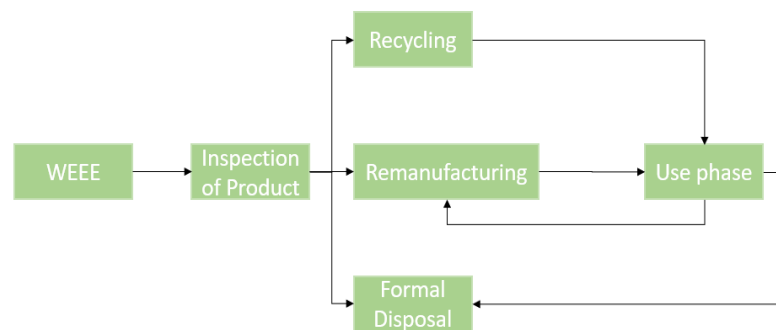 Recycling
WEEE
Inspection
of Product
Remanufacturing
Use phase
Formal
Disposal